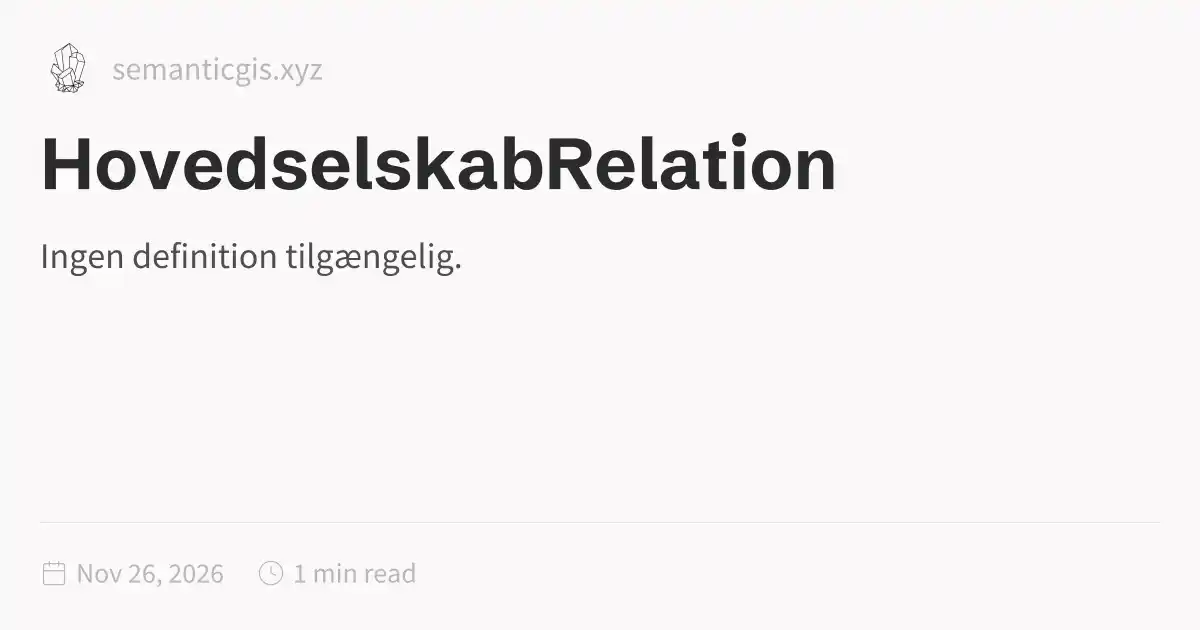 semanticgis.xyz
HovedselskabRelation
Ingen definition tilgængelig.
Nov 26, 2026 1 min read